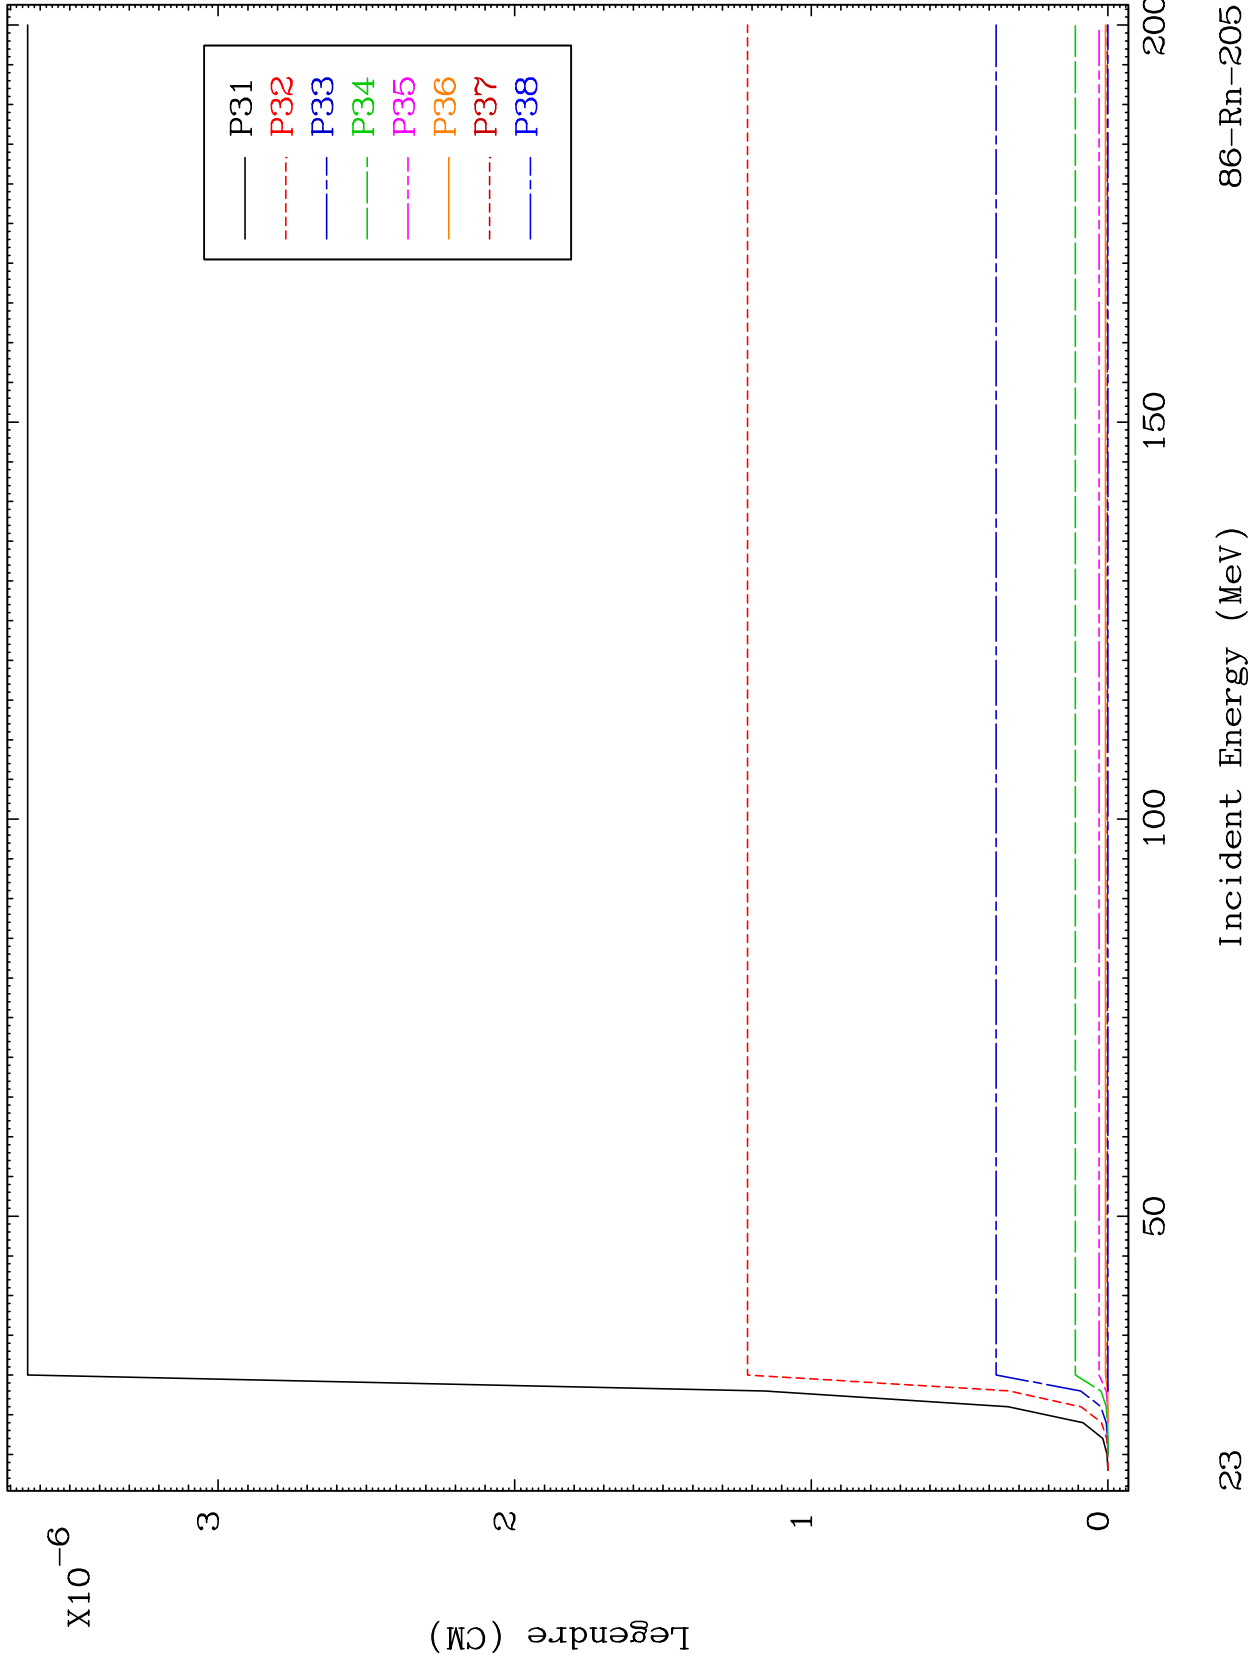 X10-6
3
2
1
0
Legendre (CM)
P31
P32
P33
P34
P35
P36
P37
P38
50
100
150
200
Incident Energy (MeV)
23
86-Rn-205